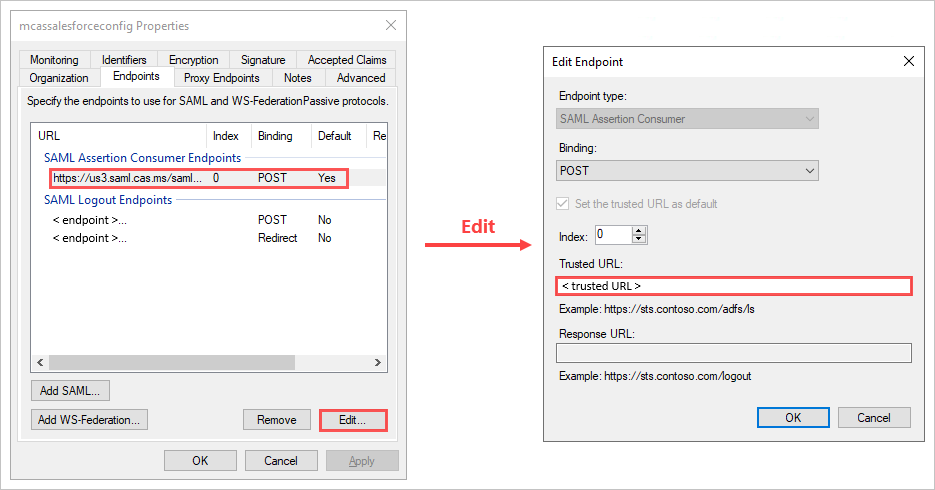 mcassalesforceconfig Properties
Monitoring Identifiers Encryption Signature Accepted Claims
Organization Endpoints Proxy Endpoints Notes Advanced
Specify the endpoints to use for SAML and WS-FederationPassive protocols.
URL Index Binding Default Re
SAML Assertion Consumer Endpoints
https://us3.saml.cas.ms/saml... 0 POST Yes
SAML Logout Endpoints
< endpoint >... POST No
< endpoint >... Redirect No
Add SAML...
Add WS-Federation... Remove Edit...
OK Cancel Apply
Edit
Edit Endpoint
Endpoint type:
SAML Assertion Consumer
Binding:
POST
Set the trusted URL as default
Index: 0
Trusted URL:
< trusted URL >
Example: https://sts.contoso.com/adfs/ls
Response URL:
Example: https://sts.contoso.com/logout
OK Cancel